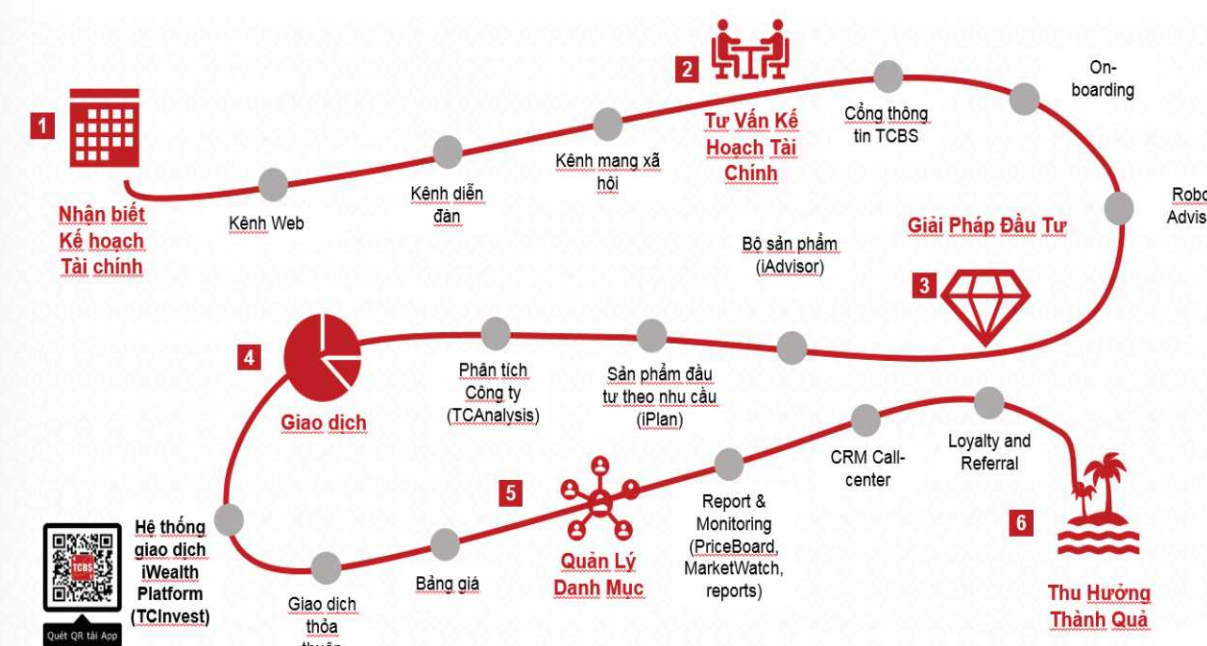 1
Nhận biết
Kế hoạch
Tài chính
Kênh Web
Kênh diễn
đàn
Kênh mang xã
hội
2
Tư Vấn Kế
Hoạch Tài
Chính
Cổng thông
tin TCBS
On-
boarding
Robo
Advis
Giải Pháp Đầu Tư
3
Bộ sản phẩm
(iAdvisor)
Sản phẩm đầu
tư theo nhu cầu
(iPlan)
Phân tích
Công ty
(TCAnalysis)
4
Giao dịch
Hệ thống
giao dịch
iWealth
Platform
(TCInvest)
TCBS
Quét QR tải App
Giao dịch
thỏa
thuận
Bảng giá
5
Quản Lý
Danh Mục
Report &
Monitoring
(PriceBoard,
MarketWatch,
reports)
CRM Call-
center
Loyalty and
Referral
6
Thu Hưởng
Thành Quả